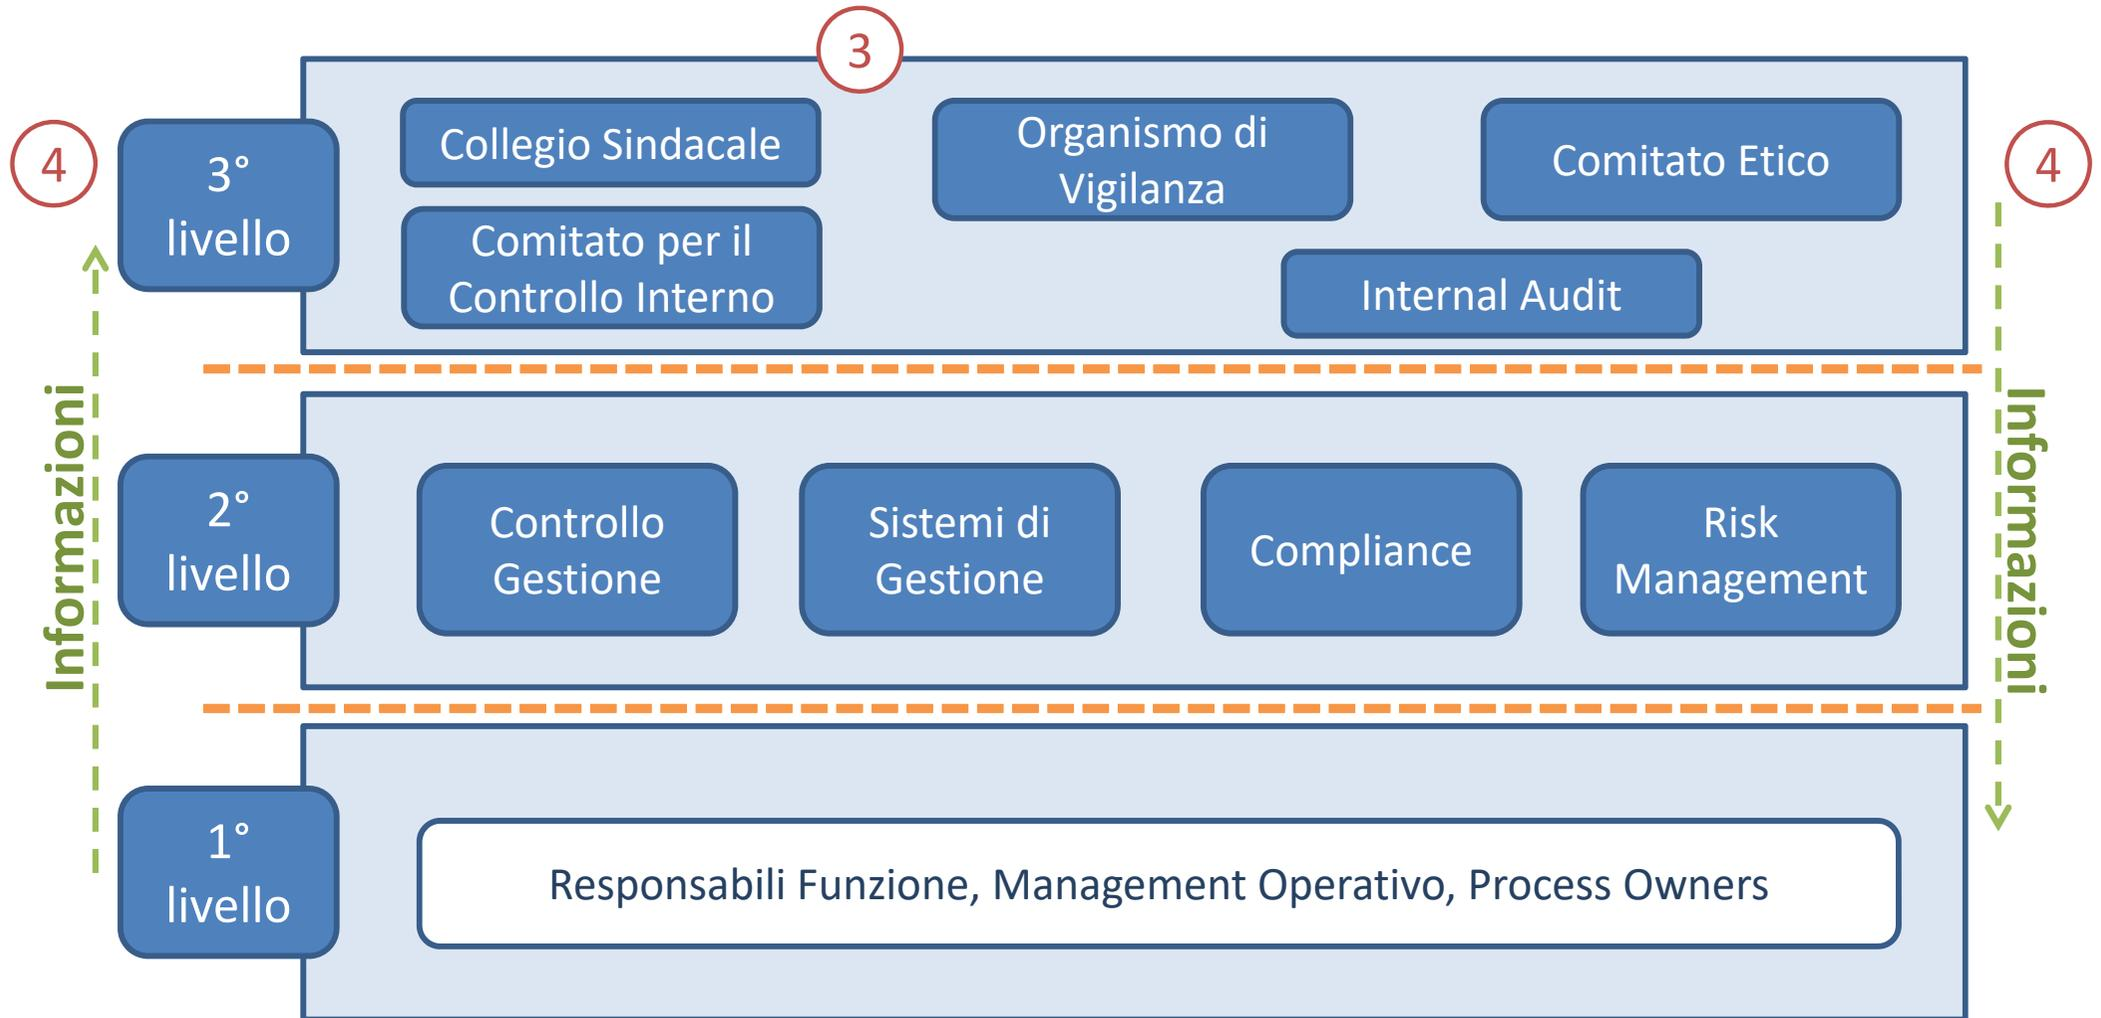 3
4
3°
livello
Collegio Sindacale
Organismo di
Vigilanza
Comitato Etico
4
Comitato per il
Controllo Interno
Internal Audit
Informazioni
2°
livello
Controllo
Gestione
Sistemi di
Gestione
Compliance
Risk
Management
Informazioni
1°
livello
Responsabili Funzione, Management Operativo, Process Owners